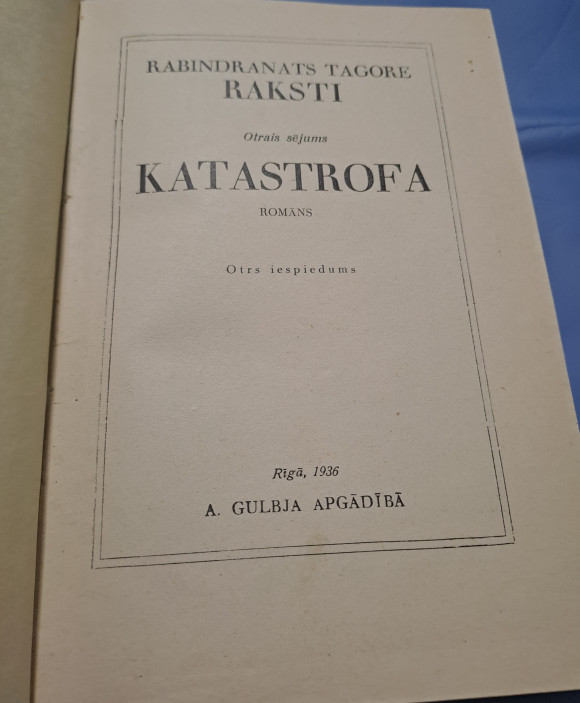 RABINDRANATS TAGORE
RAKSTI
Otrais sējums
KATASTROFA
ROMĀNS
Otrs iespiedums
Rīgā, 1936
A. GULBJA APGĀDĪBĀ